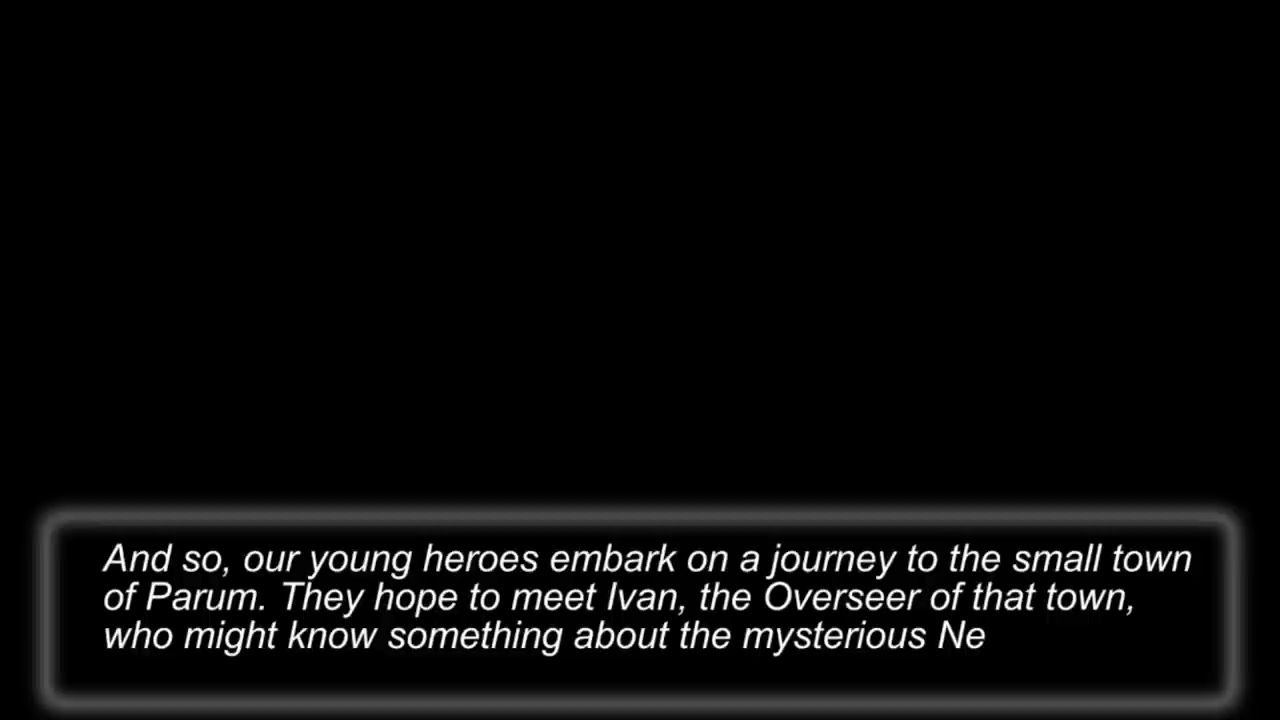 And so, our young heroes embark on a journey to the small town
of Parum. They hope to meet Ivan, the Overseer of that town,
who might know something about the mysterious Ne